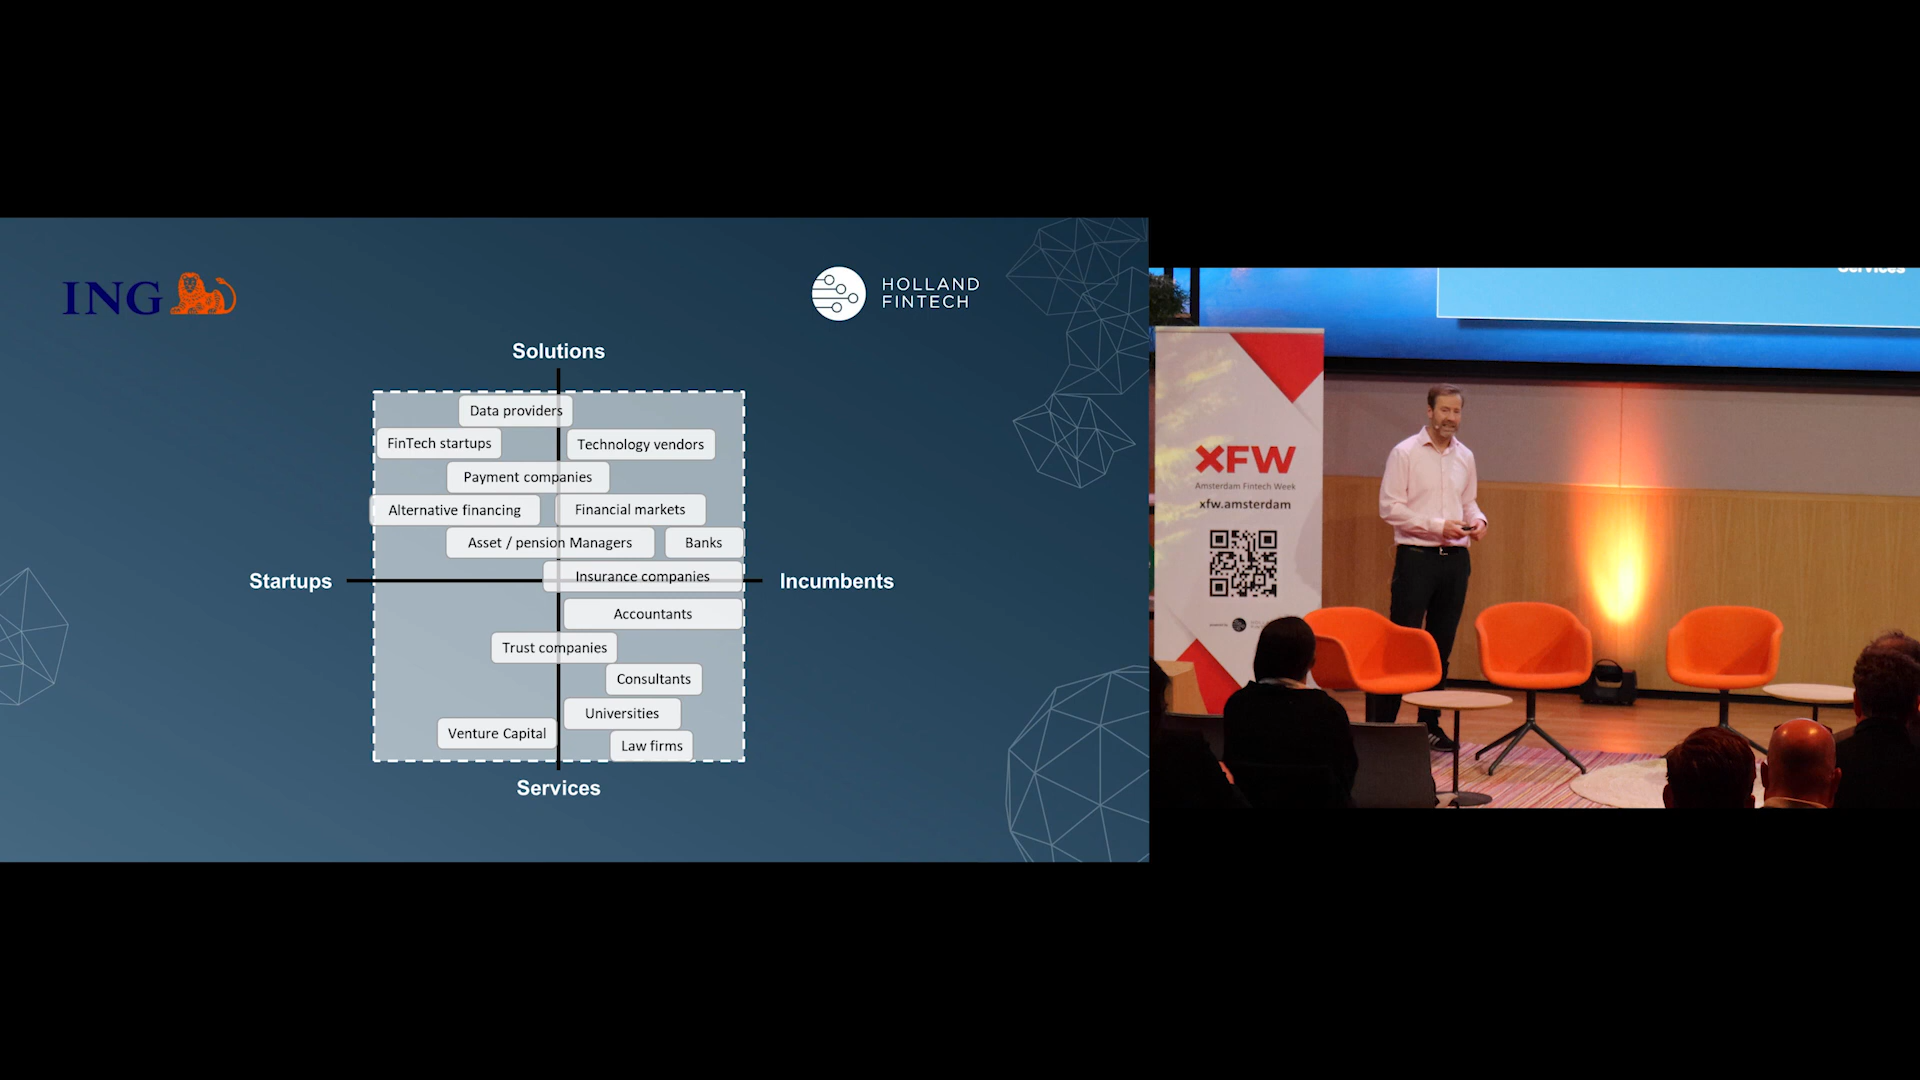 ING
HOLLAND
FINTECH
Solutions
Data providers
FinTech startups
Technology vendors
Payment companies
Alternative financing
Financial markets
Asset / pension Managers
Banks
Startups
Insurance companies
Incumbents
Accountants
Trust companies
Consultants
Universities
Venture Capital
Law firms
Services
Services
XFW
Amsterdam Fintech Week
xfw.amsterdam